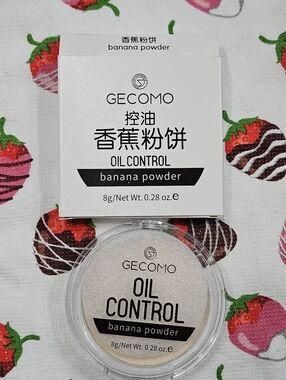 香蕉粉饼
banana powder
GECOMO
控油
香蕉粉饼
OIL CONTROL
banana powder
8g/Net Wt. 0.28 oz.e
GECOMO
OIL
CONTROL
banana powder
8g/Net Wt. 0.28 oz.e